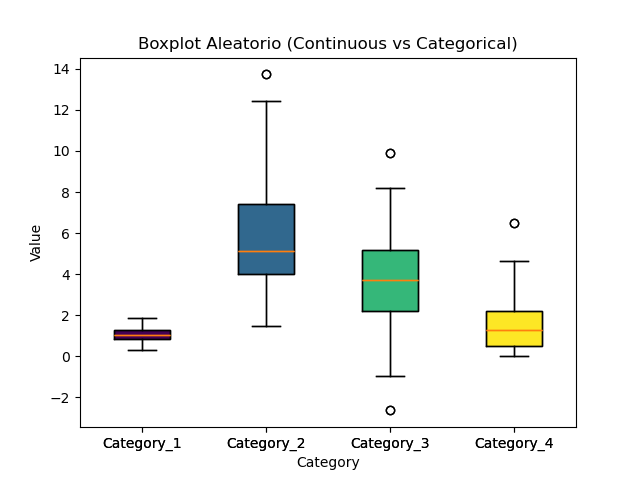 Boxplot Aleatorio (Continuous vs Categorical)
14
12
10
8
6
4
2
0
−2
Value
Category_1 Category_2 Category_3 Category_4
Category